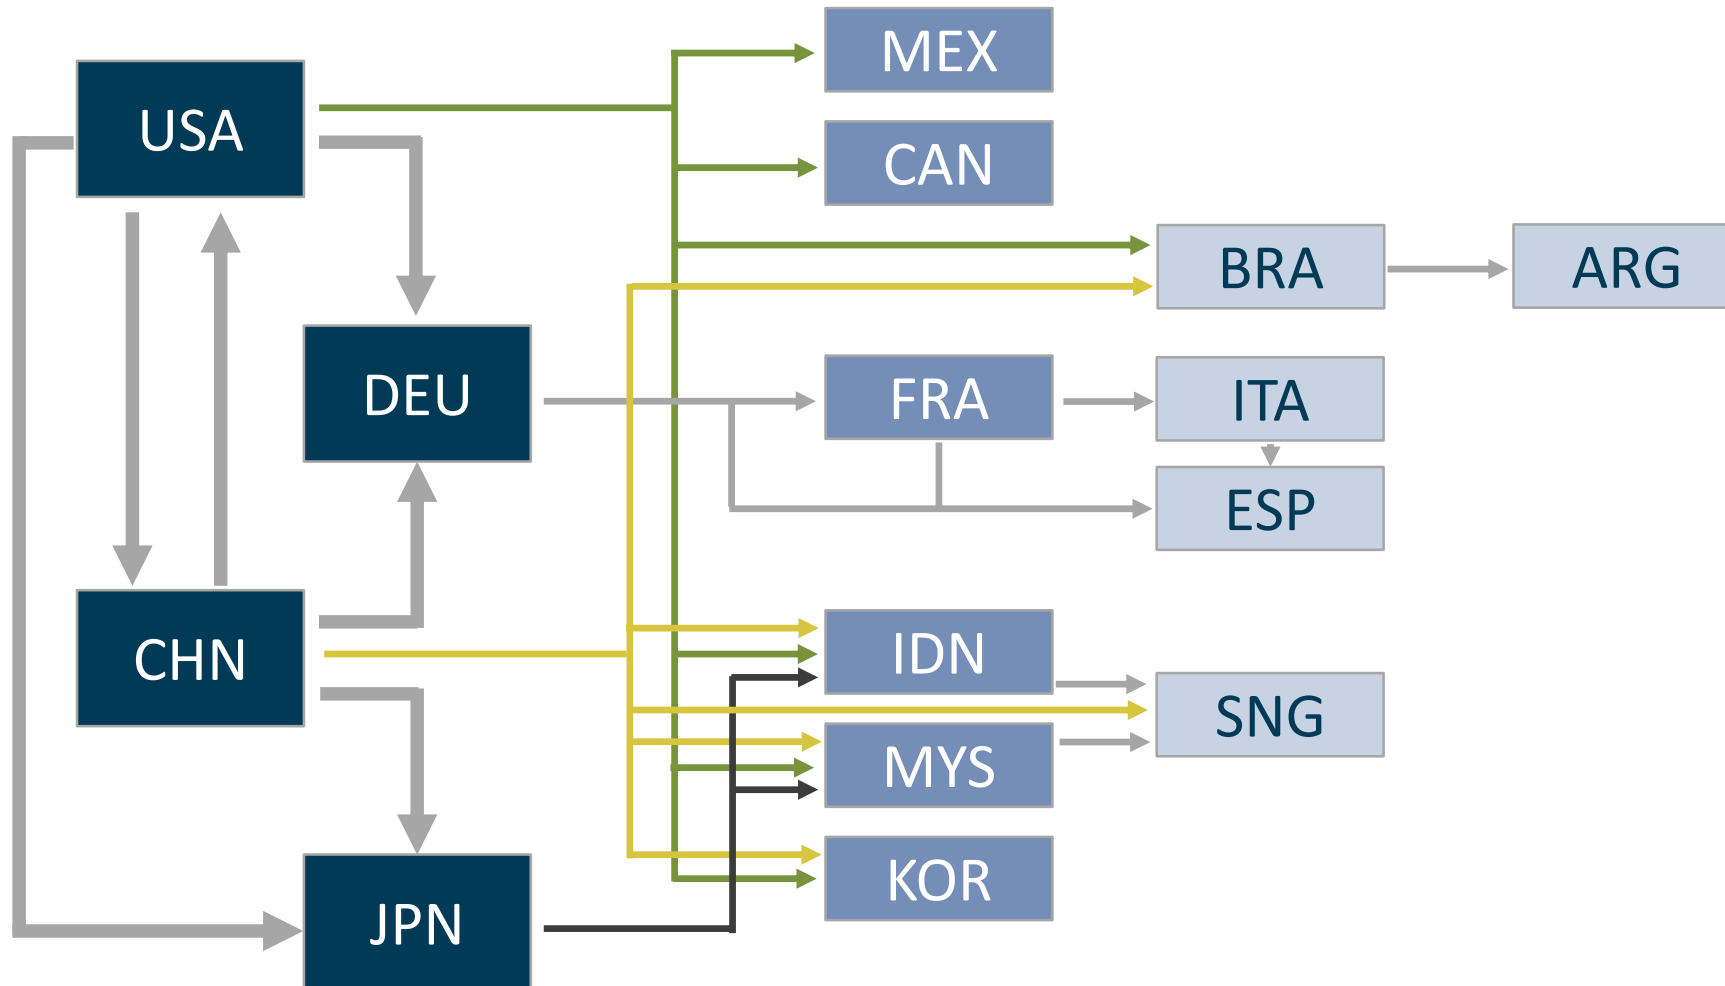 MEX
USA
CAN
BRA
ARG
DEU
FRA
ITA
ESP
CHN
IDN
SNG
MYS
KOR
JPN